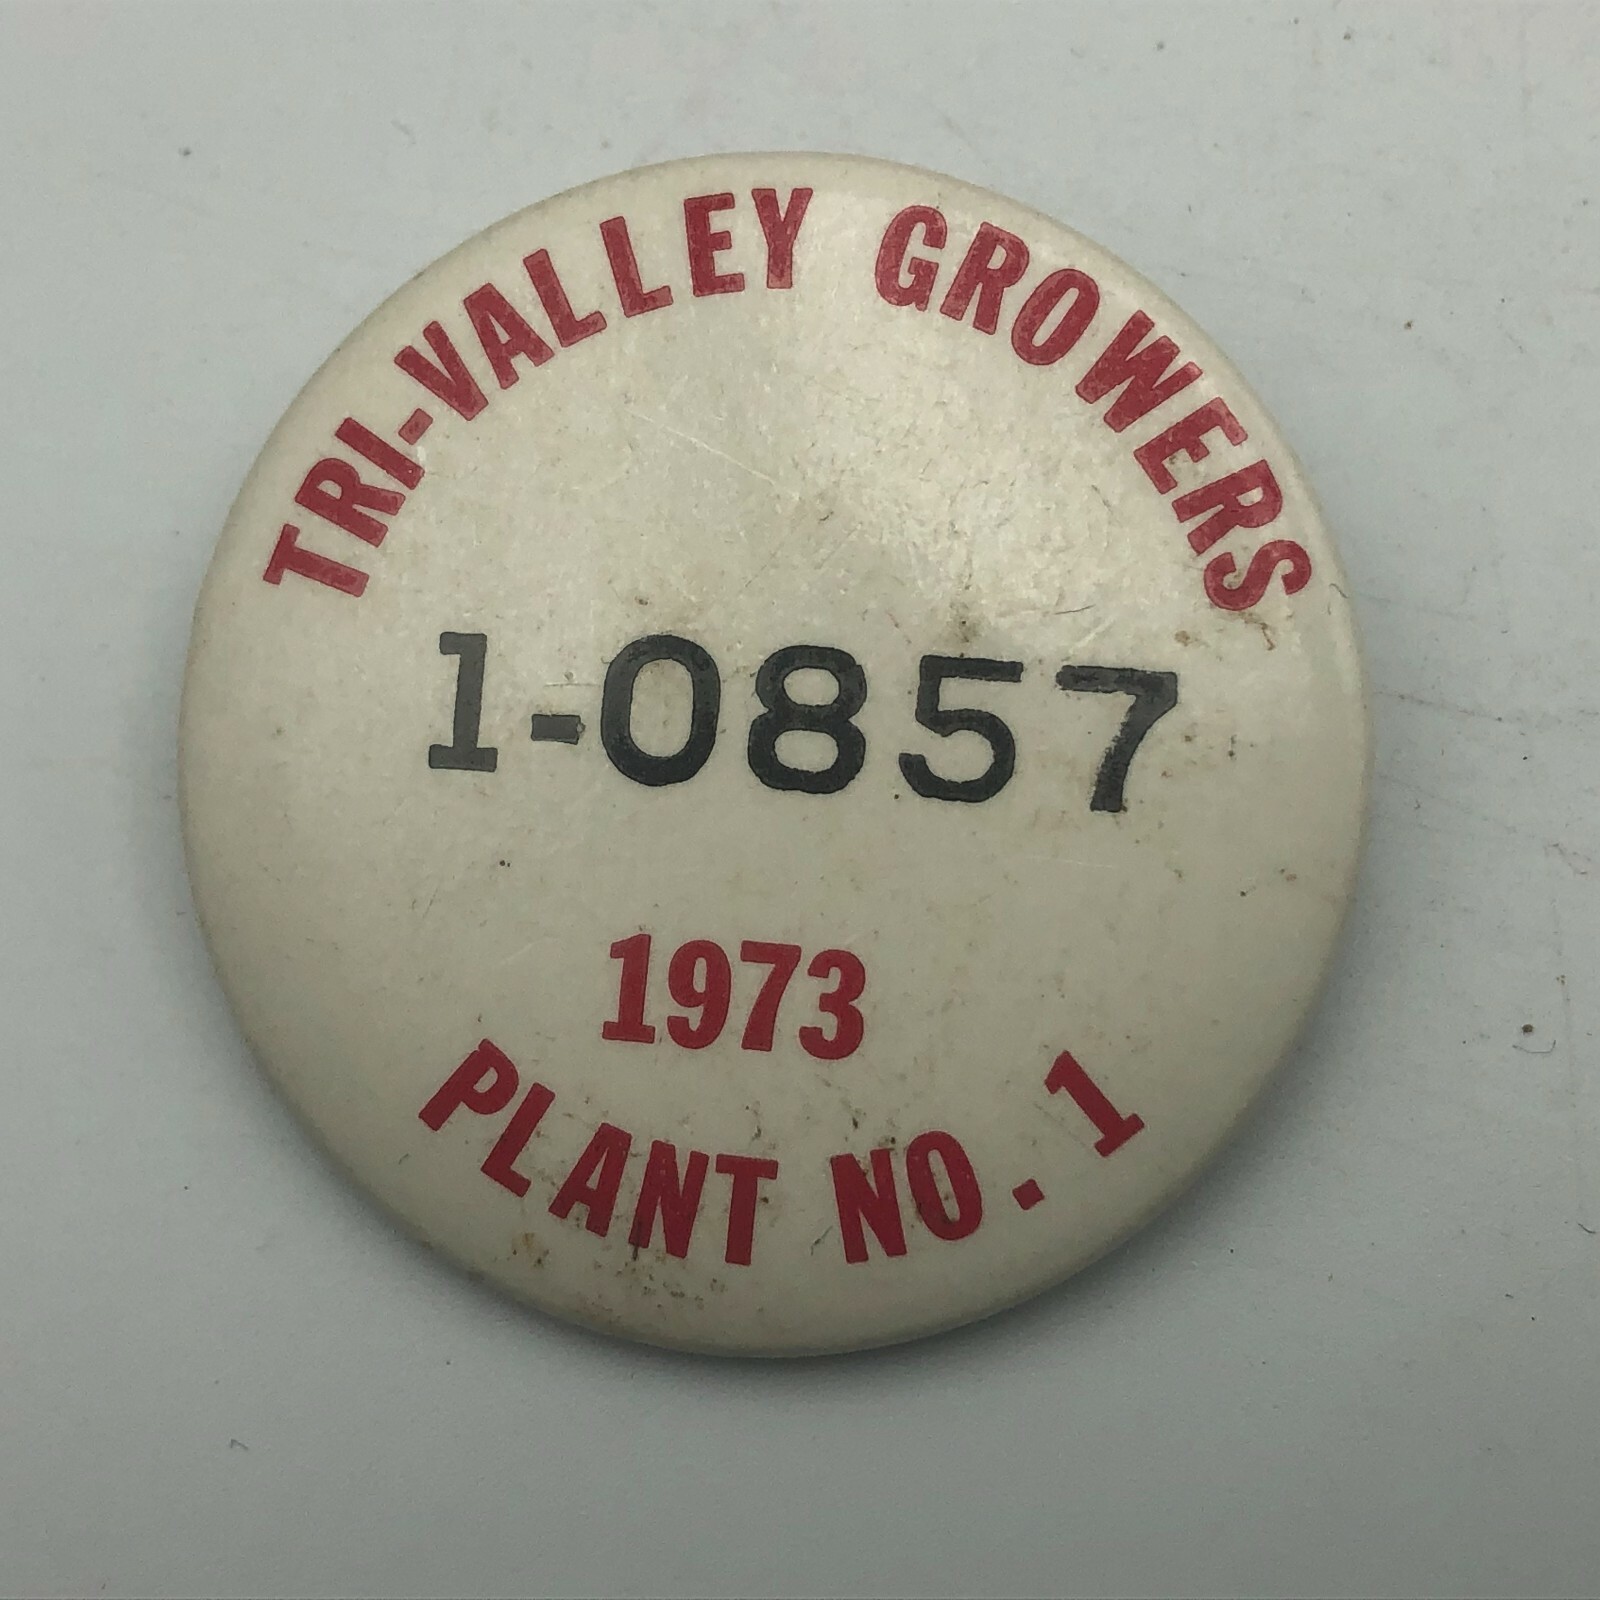 TRI-VALLEY GROWERS
1-0857
1973
PLANT NO. 1